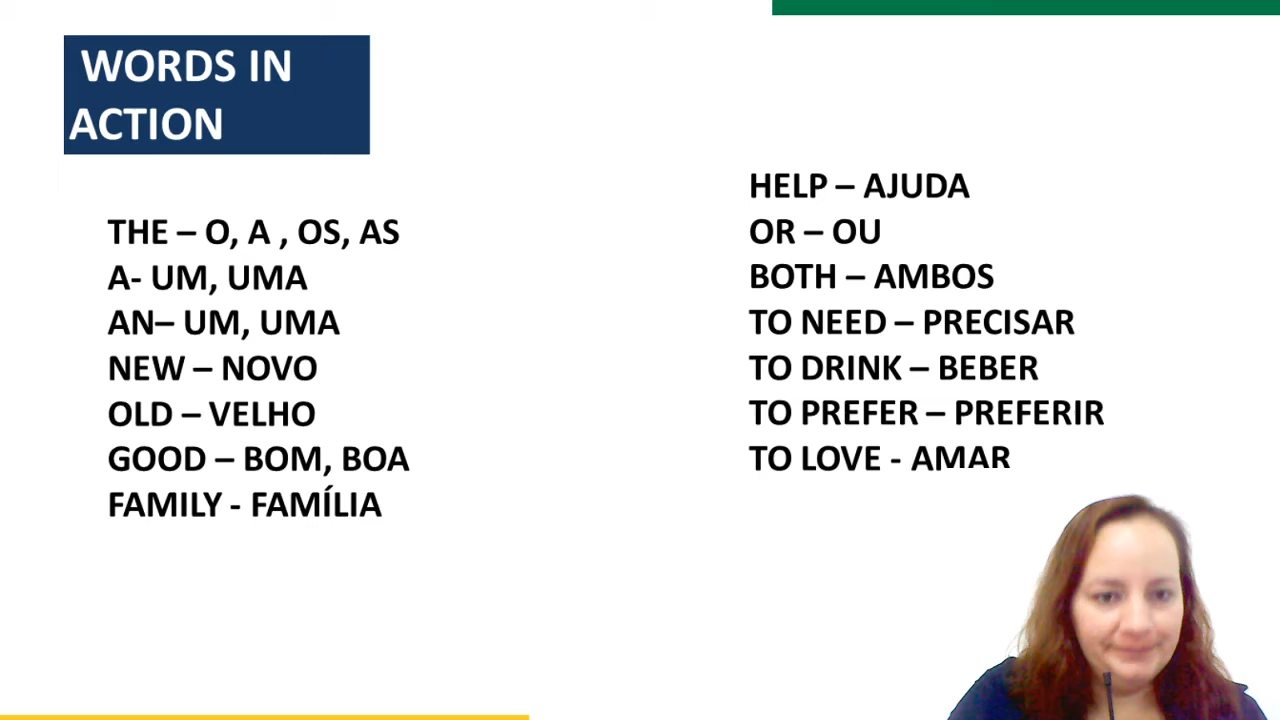 WORDS IN
ACTION
THE – O, A , OS, AS
A- UM, UMA
AN– UM, UMA
NEW – NOVO
OLD – VELHO
GOOD – BOM, BOA
FAMILY - FAMÍLIA
HELP – AJUDA
OR – OU
BOTH – AMBOS
TO NEED – PRECISAR
TO DRINK – BEBER
TO PREFER – PREFERIR
TO LOVE - AMAR